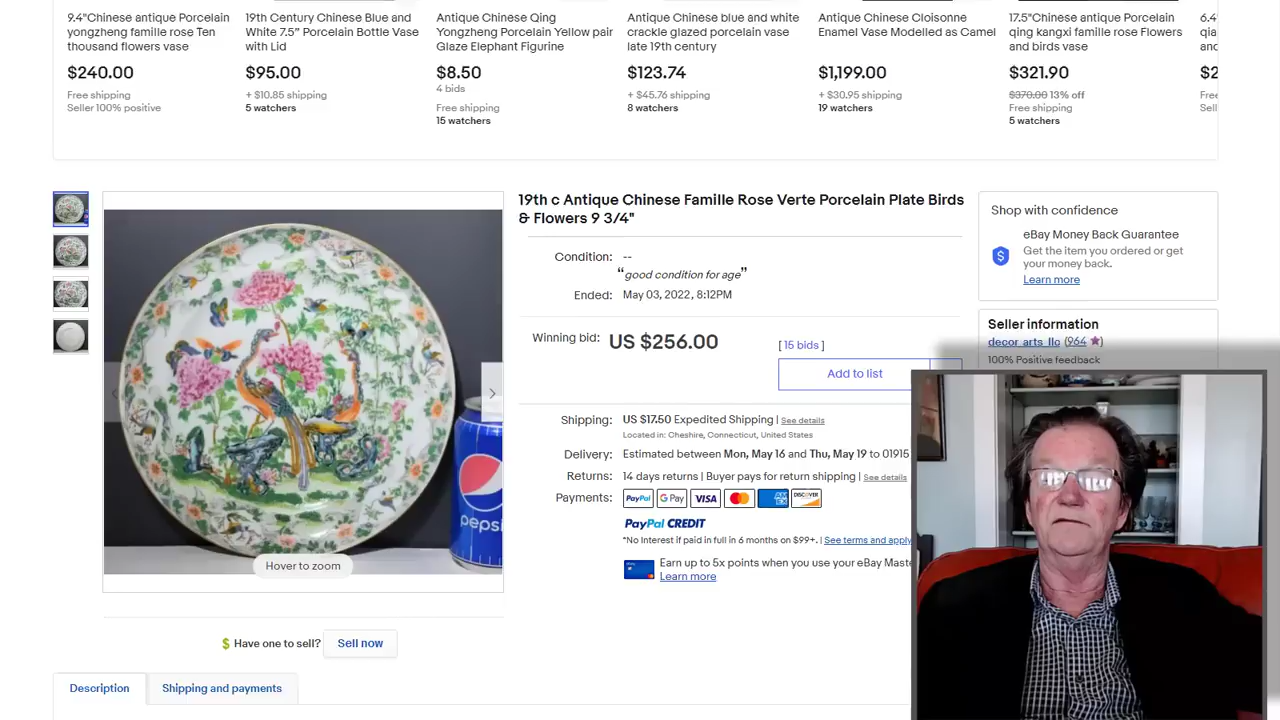 9.4"Chinese antique Porcelain
yongzheng famille rose Ten
thousand flowers vase
$240.00
Free shipping
Seller 100% positive
19th Century Chinese Blue and
White 7.5” Porcelain Bottle Vase
with Lid
$95.00
+ $10.85 shipping
5 watchers
Antique Chinese Qing
Yongzheng Porcelain Yellow pair
Glaze Elephant Figurine
$8.50
4 bids
Free shipping
15 watchers
Antique Chinese blue and white
crackle glazed porcelain vase
late 19th century
$123.74
+ $45.76 shipping
8 watchers
Antique Chinese Cloisonne
Enamel Vase Modelled as Camel
$1,199.00
+ $30.95 shipping
19 watchers
17.5"Chinese antique Porcelain
qing kangxi famille rose Flowers
and birds vase
$321.90
$370.00 13% off
Free shipping
5 watchers
19th c Antique Chinese Famille Rose Verte Porcelain Plate Birds
& Flowers 9 3/4"
Condition: --
“good condition for age”
Ended: May 03, 2022, 8:12PM
Winning bid: US $256.00
[ 15 bids ]
Add to list
Shipping: US $17.50 Expedited Shipping | See details
Located in: Cheshire, Connecticut, United States
Delivery: Estimated between Mon, May 16 and Thu, May 19 to 01915
Returns: 14 days returns | Buyer pays for return shipping | See details
Payments: PayPal G Pay VISA DISCOVER
PayPal CREDIT
*No Interest if paid in full in 6 months on $99+. | See terms and apply
Earn up to 5x points when you use your eBay Maste
Learn more
Shop with confidence
eBay Money Back Guarantee
Get the item you ordered or get
your money back.
Learn more
Seller information
decor_arts_llc (964)
100% Positive feedback
pepsi
Hover to zoom
Have one to sell? Sell now
Description
Shipping and payments